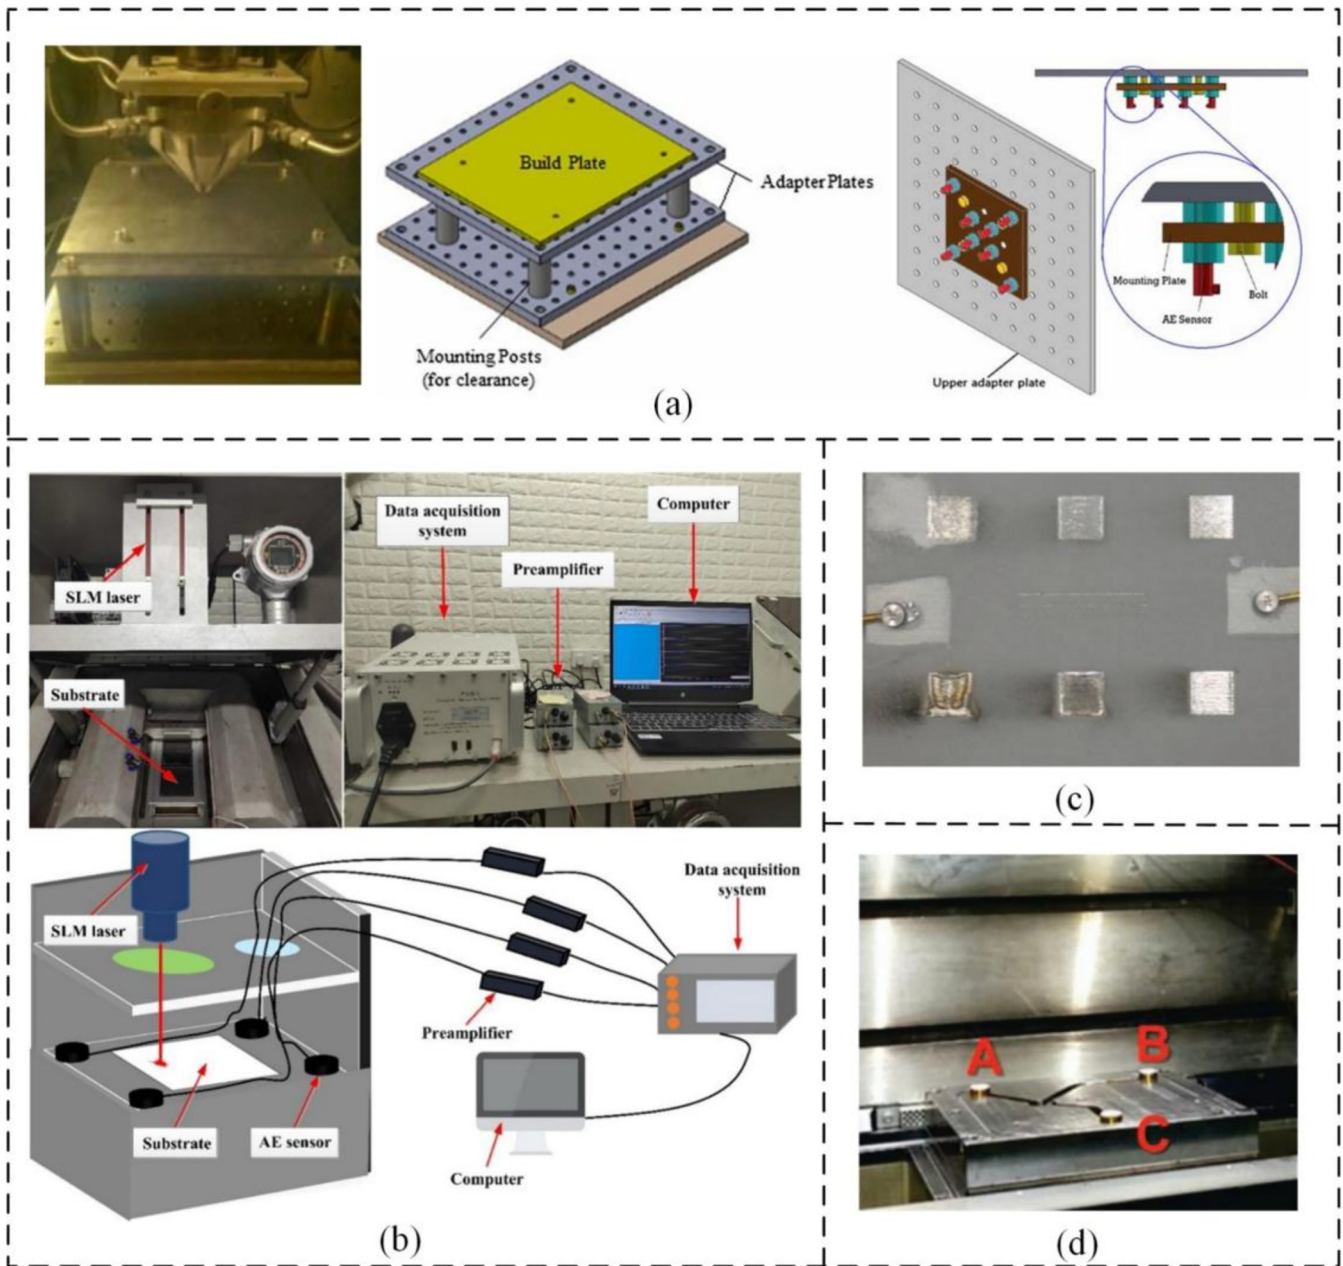 Build Plate
Adapter Plates
Mounting Posts
(for clearance)
Mounting Plate
Bolt
AE Sensor
Upper adapter plate
(a)
SLM laser
Substrate
Data acquisition
system
Preamplifier
Computer
SLM laser
Data acquisition
system
Preamplifier
Substrate
AE sensor
Computer
(b)
(c)
A
B
C
(d)